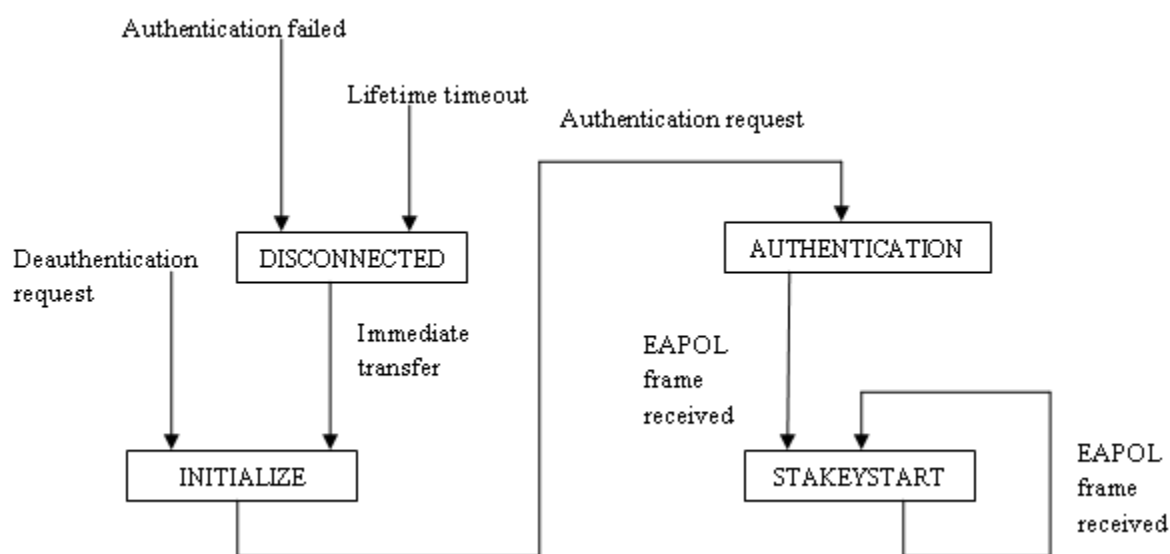 Authentication failed
Lifetime timeout
Authentication request
DISCONNECTED
AUTHENTICATION
Deauthentication
request
Immediate
transfer
EAPOL
frame
received
INITIALIZE
STAKEYSTART
EAPOL
frame
received